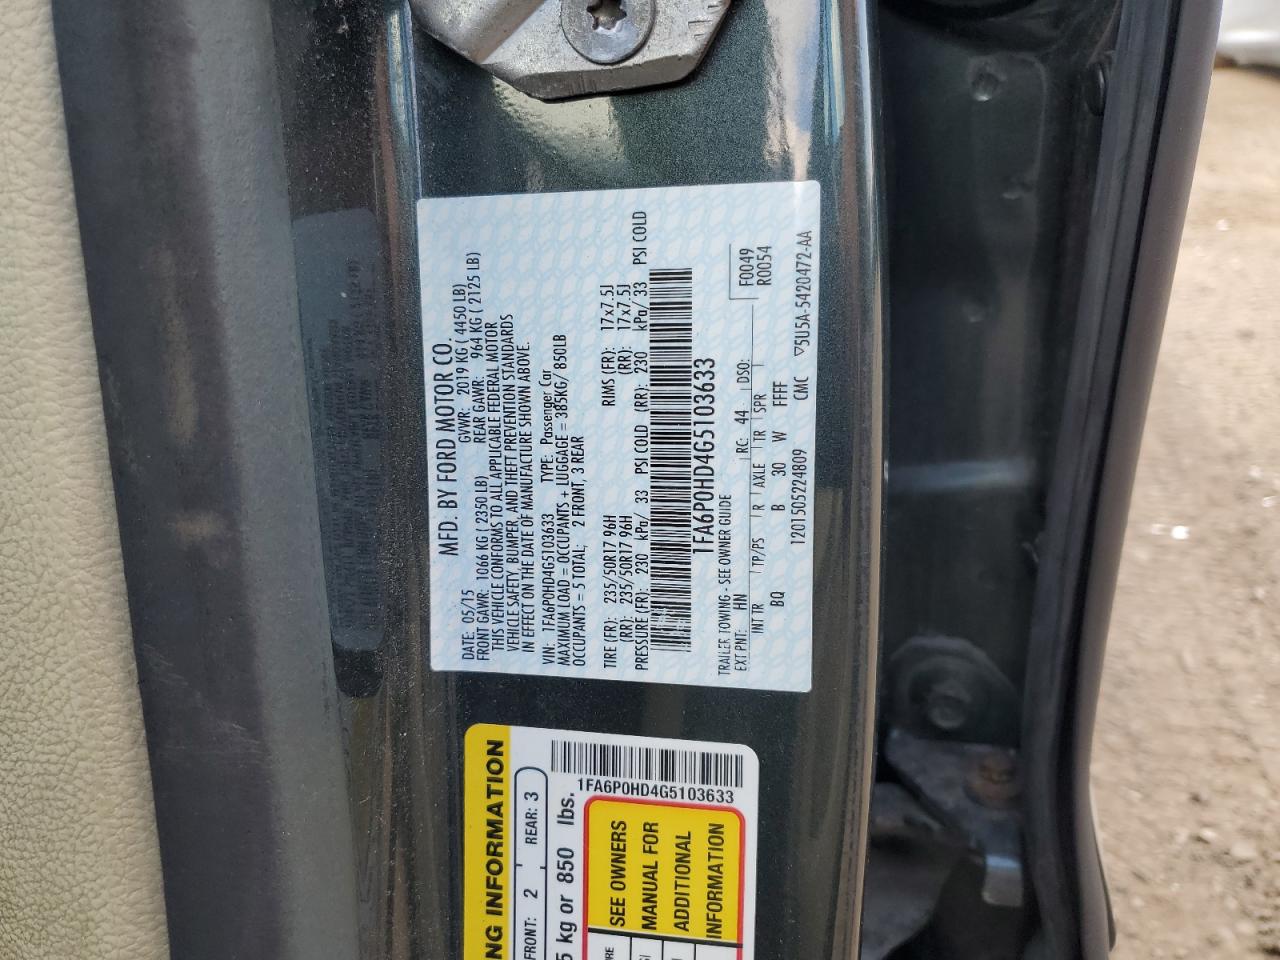 MFD. BY FORD MOTOR CO.
DATE: 05/15 GVWR: 2019 KG ( 4450 LB)
FRONT GAWR: 1066 KG ( 2350 LB) REAR GAWR: 964 KG ( 2125 LB)
THIS VEHICLE CONFORMS TO ALL APPLICABLE FEDERAL MOTOR
VEHICLE SAFETY, BUMPER, AND THEFT PREVENTION STANDARDS
IN EFFECT ON THE DATE OF MANUFACTURE SHOWN ABOVE.
VIN: 1FA6P0HD4G5103633 TYPE: Passenger Car
MAXIMUM LOAD = OCCUPANTS + LUGGAGE = 385KG/ 850LB
OCCUPANTS = 5 TOTAL; 2 FRONT, 3 REAR
TIRE (FR): 235/50R17 96H RIMS (FR): 17x7.5J
(RR): 235/50R17 96H (RR): 17x7.5J
PRESSURE (FR): 230 kPa/ 33 PSI COLD (RR): 230 kPa/ 33 PSI COLD
1FA6P0HD4G5103633
TRAILER TOWING - SEE OWNER GUIDE
F0049
EXT PNT: HN RC: 44 DSO: R0054
INT TR TP/PS R AXLE TR SPR
BQ B 30 W FFFF
1201505224809 CMC ▽5U5A-5420472-AA
NG INFORMATION
FRONT: 2 REAR: 3
5 kg or 850 lbs.
1FA6P0HD4G5103633
SEE OWNERS
MANUAL FOR
ADDITIONAL
INFORMATION